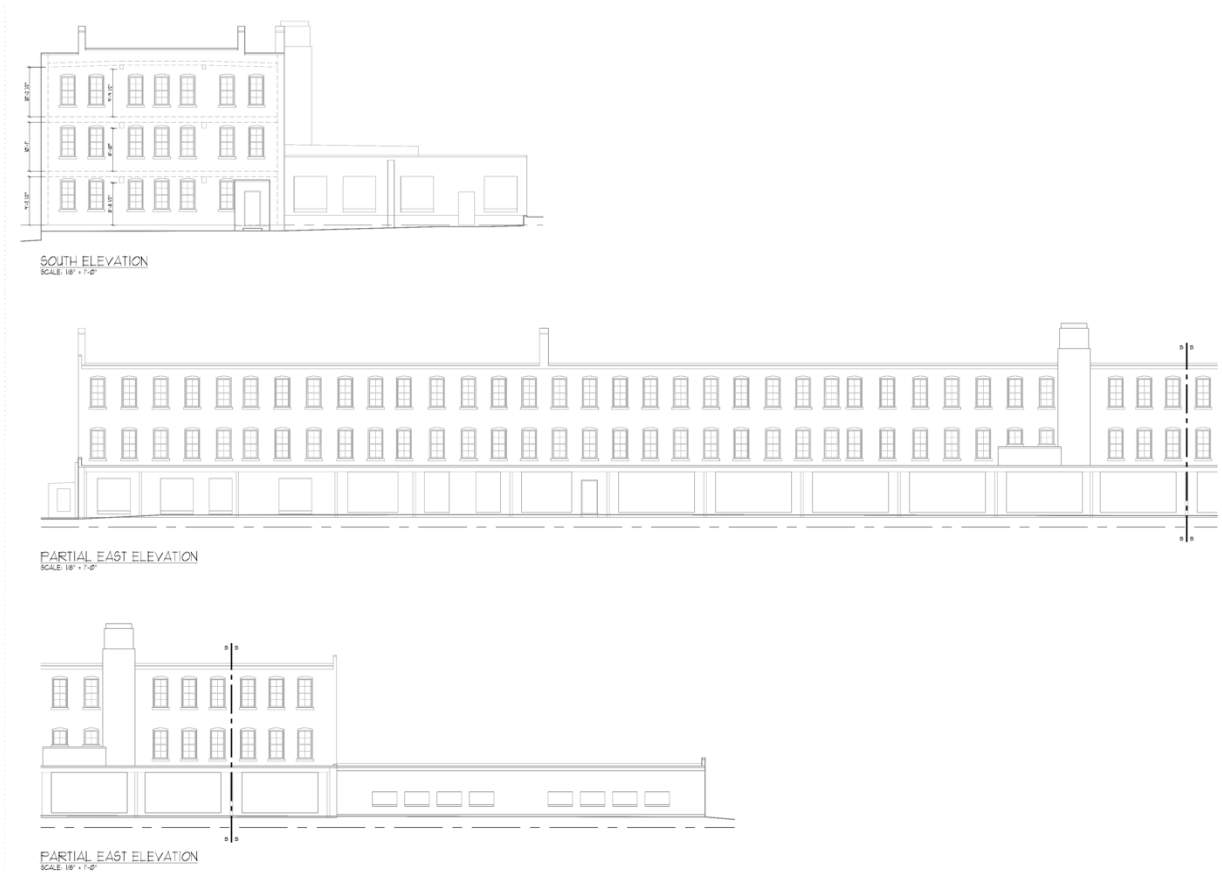 SOUTH ELEVATION
SCALE: 1/8" = 1'-0"
B B
B B
PARTIAL EAST ELEVATION
SCALE: 1/8" = 1'-0"
B B
B B
PARTIAL EAST ELEVATION
SCALE: 1/8" = 1'-0"